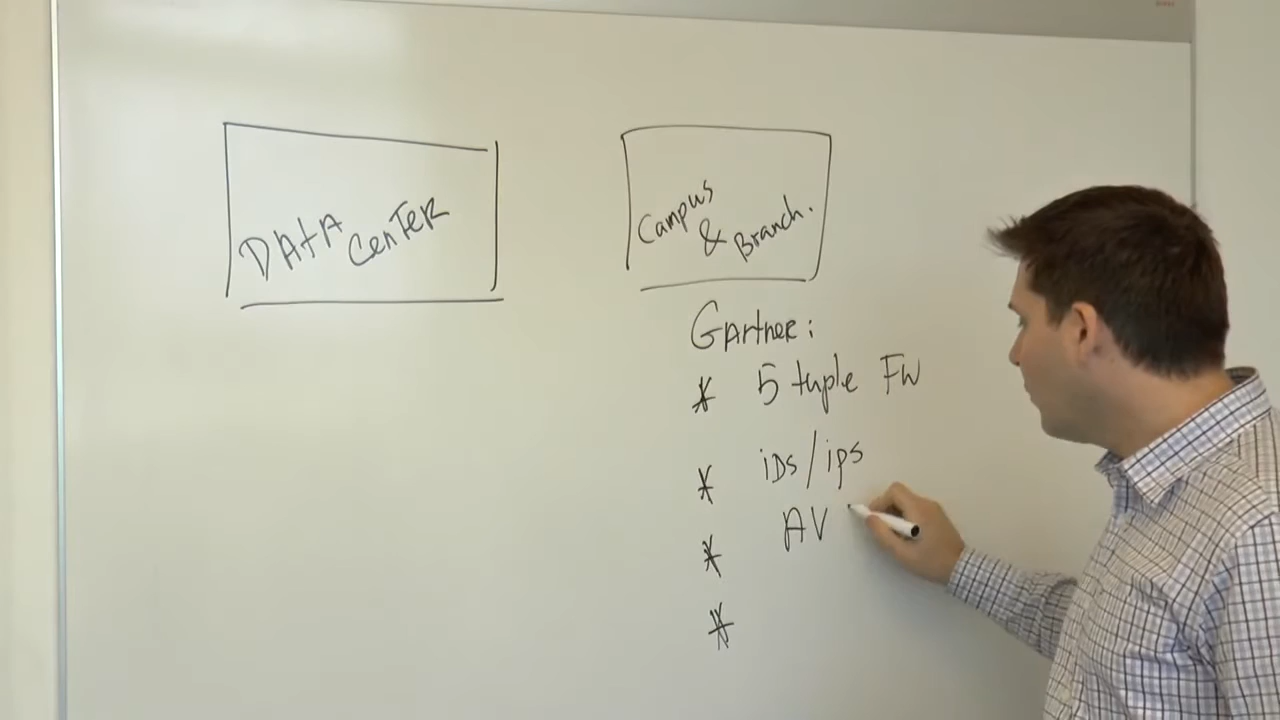 DAtA CenTER
Campus
& Branch.
GArtner:
* 5 tuple FW
* iDs/ips
* AV
*